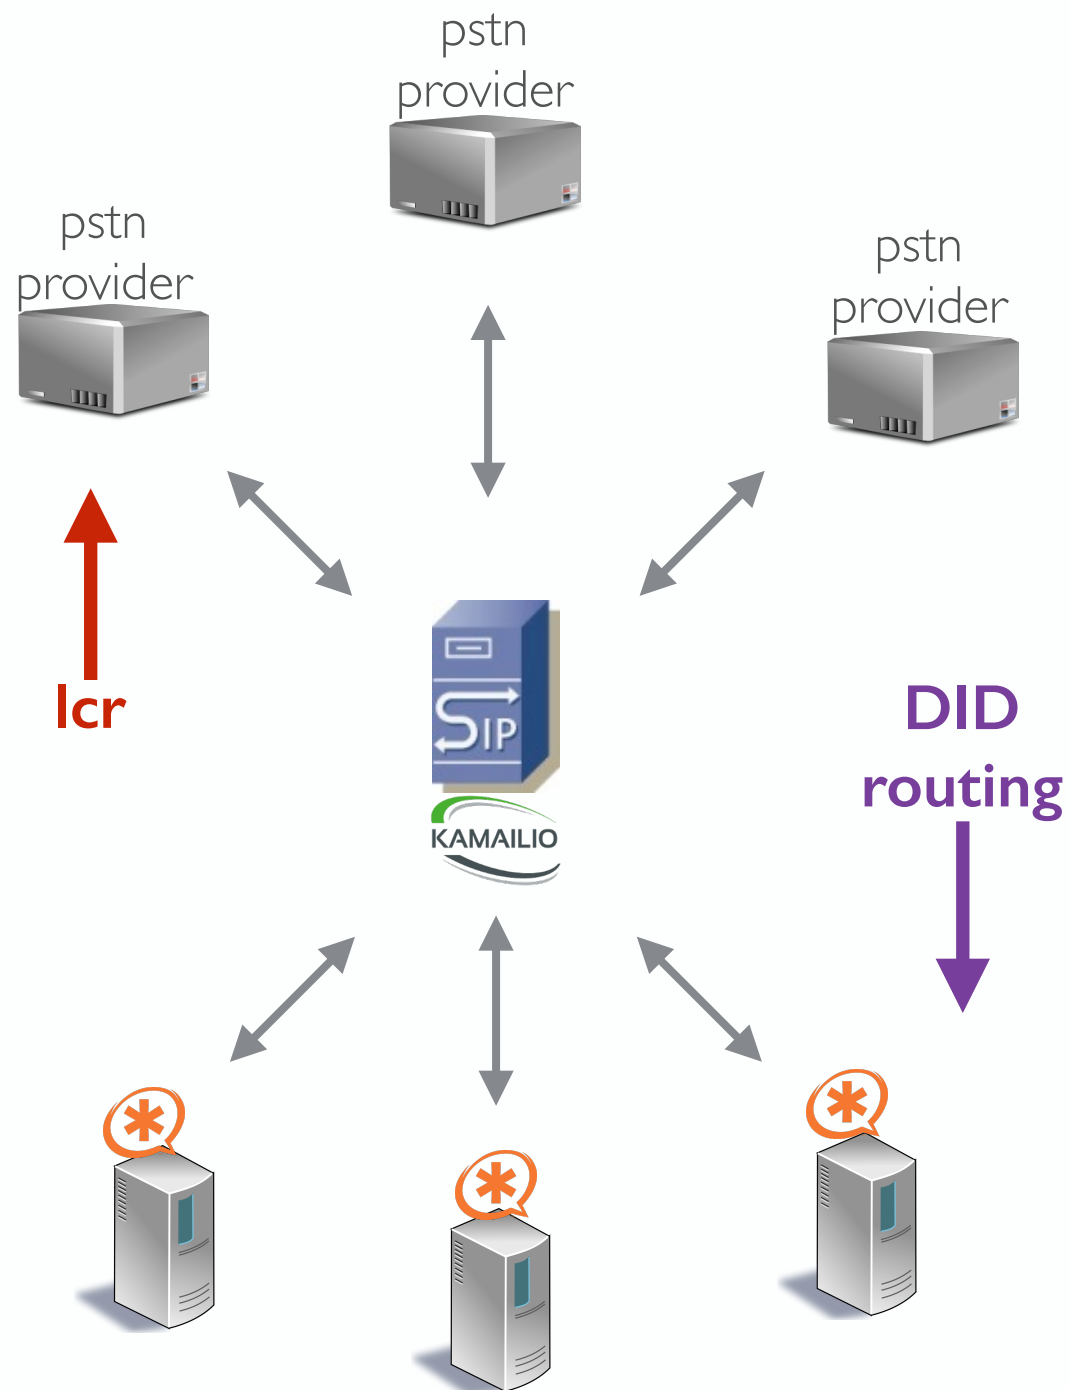 pstn
provider
pstn
provider
pstn
provider
lcr
SIP
KAMAILIO
DID
routing